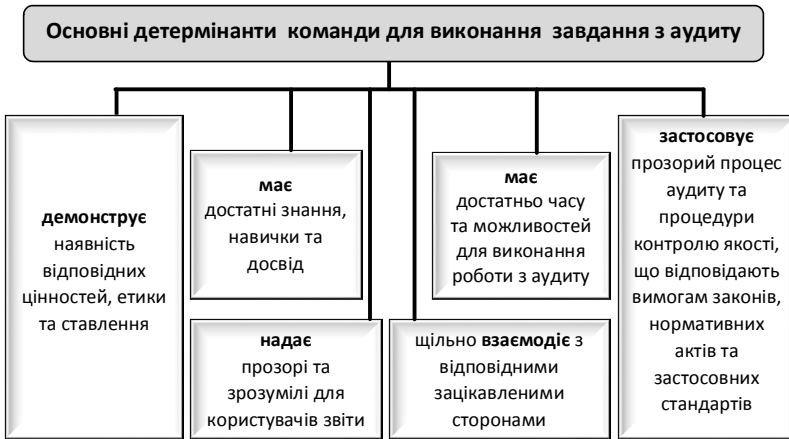 Основні детермінанти команди для виконання завдання з аудиту
демонструє
наявність
відповідних
цінностей, етики
та ставлення
має
достатні знання,
навички та
досвід
надає
прозорі та
зрозумілі для
користувачів звіти
має
достатньо часу
та можливостей
для виконання
роботи з аудиту
щільно взаємодіє з
відповідними
зацікавленими
сторонами
застосовує
прозорий процес
аудиту та
процедури
контролю якості,
що відповідають
вимогам законів,
нормативних
актів та
застосовних
стандартів